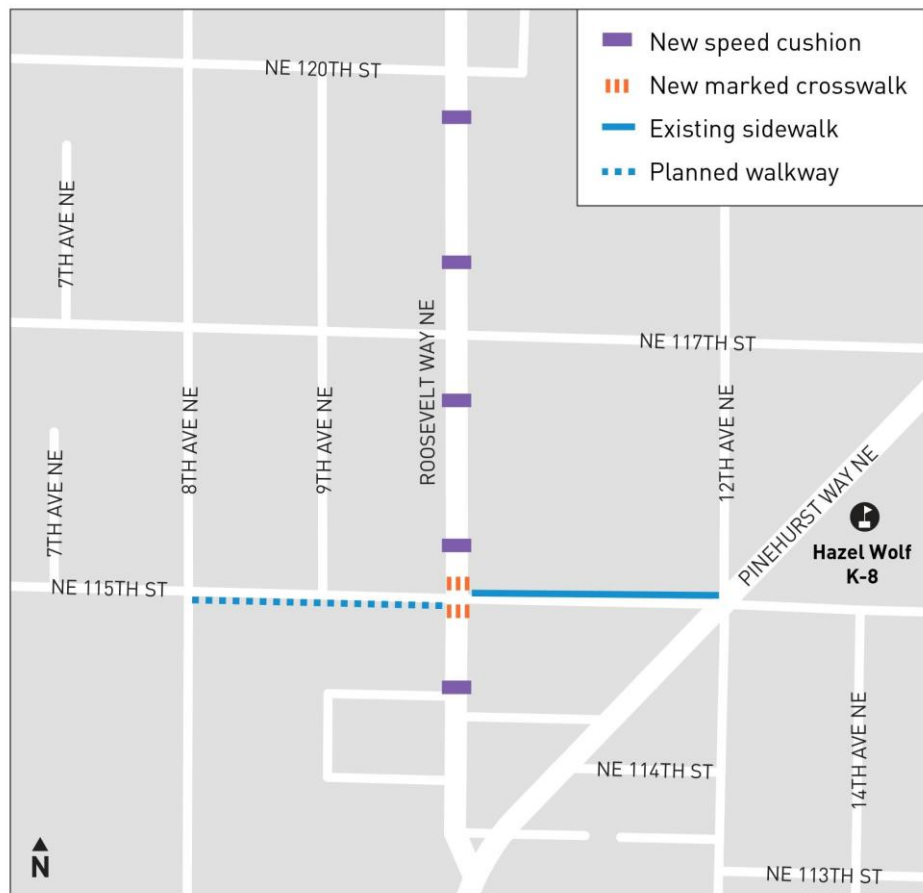 New speed cushion
New marked crosswalk
Existing sidewalk
Planned walkway
NE 120TH ST
7TH AVE NE
ROOSEVELT WAY NE
NE 117TH ST
7TH AVE NE
8TH AVE NE
9TH AVE NE
12TH AVE NE
PINEHURST WAY NE
Hazel Wolf
K-8
NE 115TH ST
14TH AVE NE
NE 114TH ST
NE 113TH ST
N